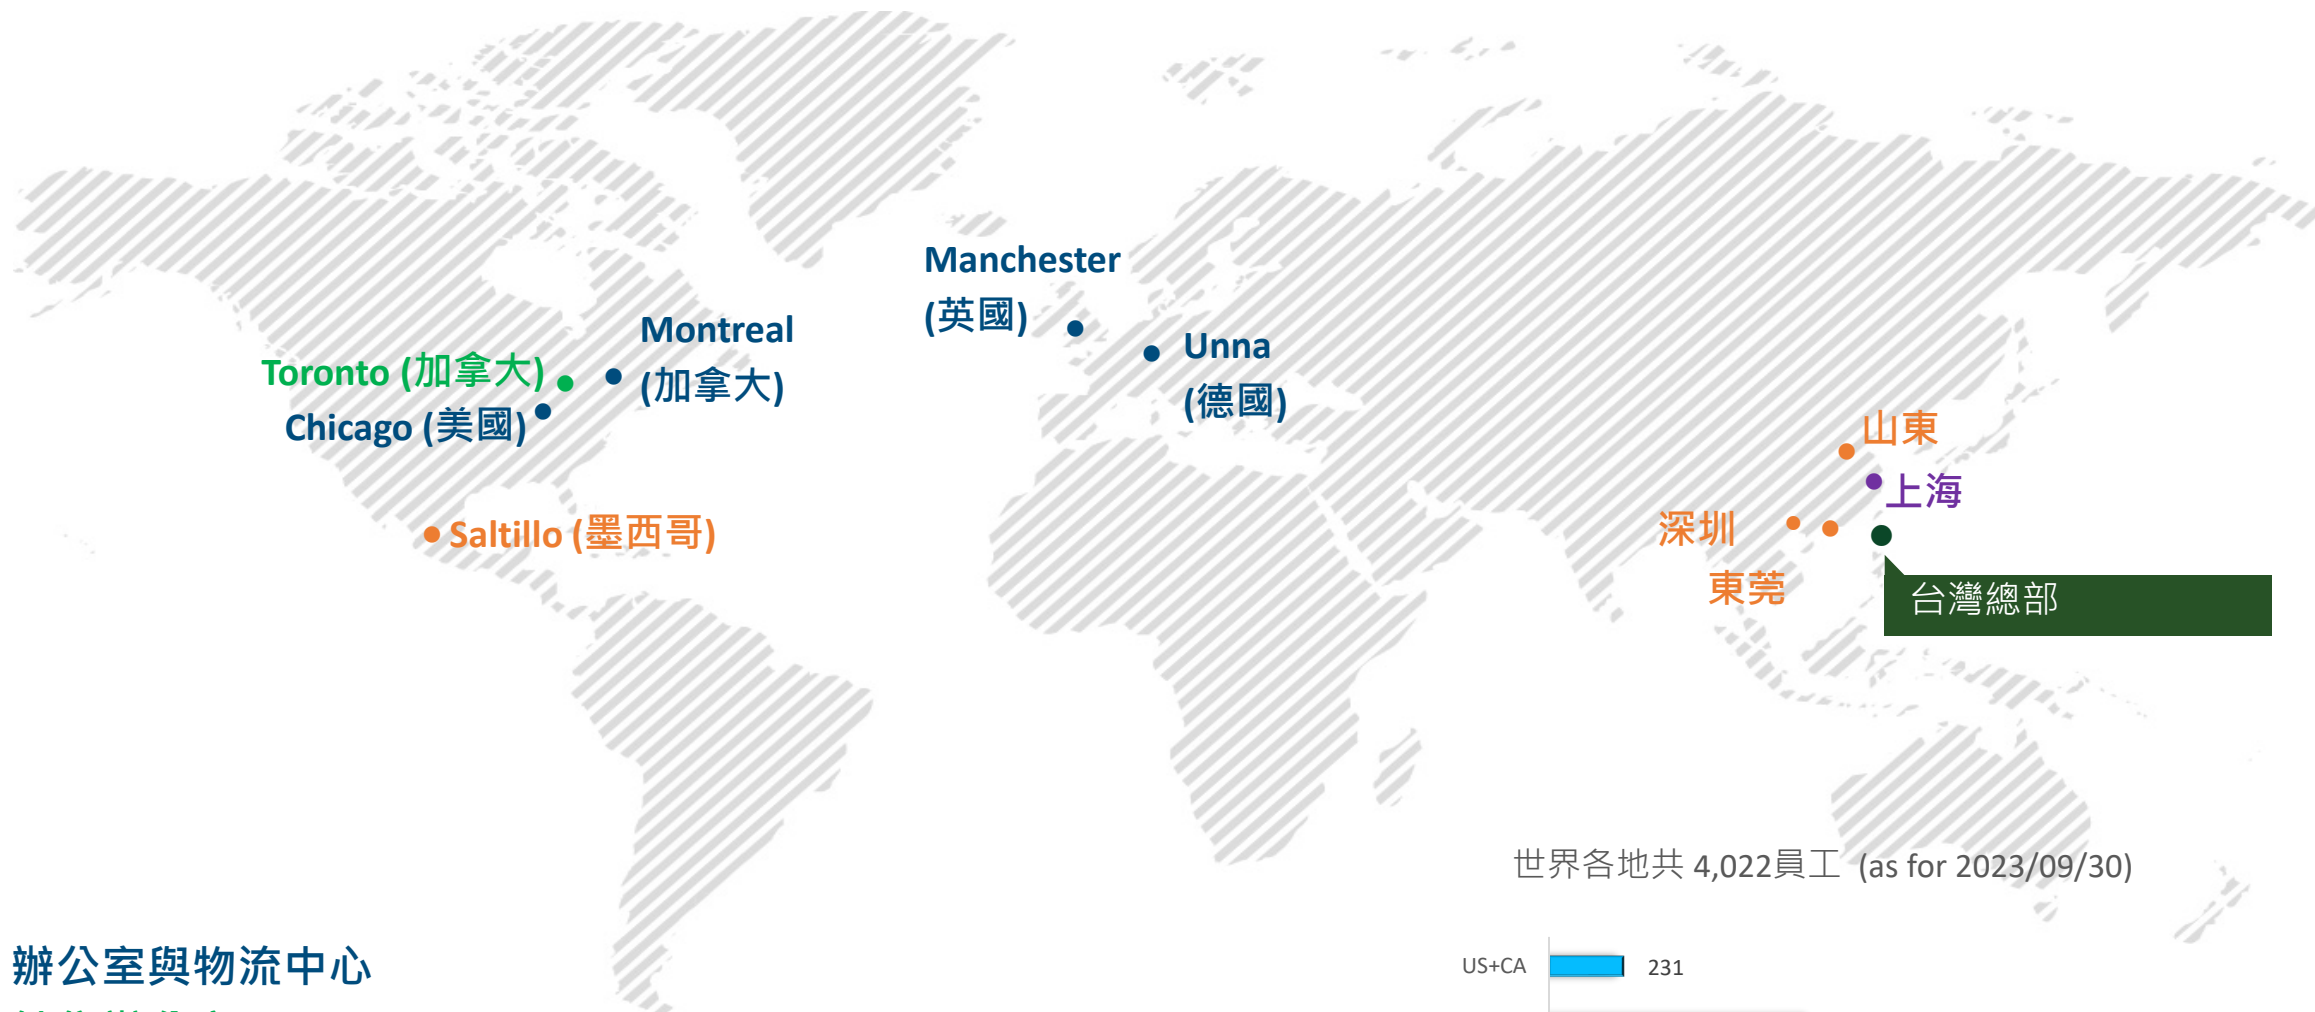 Manchester
(英國)
Montreal
(加拿大)
Unna
(德國)
Toronto (加拿大)
Chicago (美國)
山東
上海
Saltillo (墨西哥)
深圳
東莞
台灣總部
世界各地共 4,022員工 (as for 2023/09/30)
辦公室與物流中心
US+CA 231